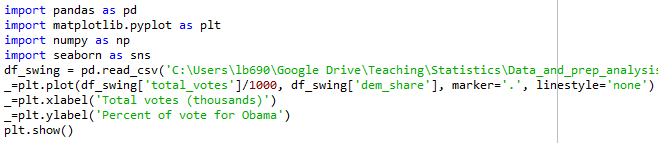 import pandas as pd
import matplotlib.pyplot as plt
import numpy as np
import seaborn as sns
df_swing = pd.read_csv('C:\Users\lb690\Google Drive\Teaching\Statistics\Data_and_prep_analysis
_=plt.plot(df_swing['total_votes']/1000, df_swing['dem_share'], marker='.', linestyle='none')
_=plt.xlabel('Total votes (thousands)')
_=plt.ylabel('Percent of vote for Obama')
plt.show()